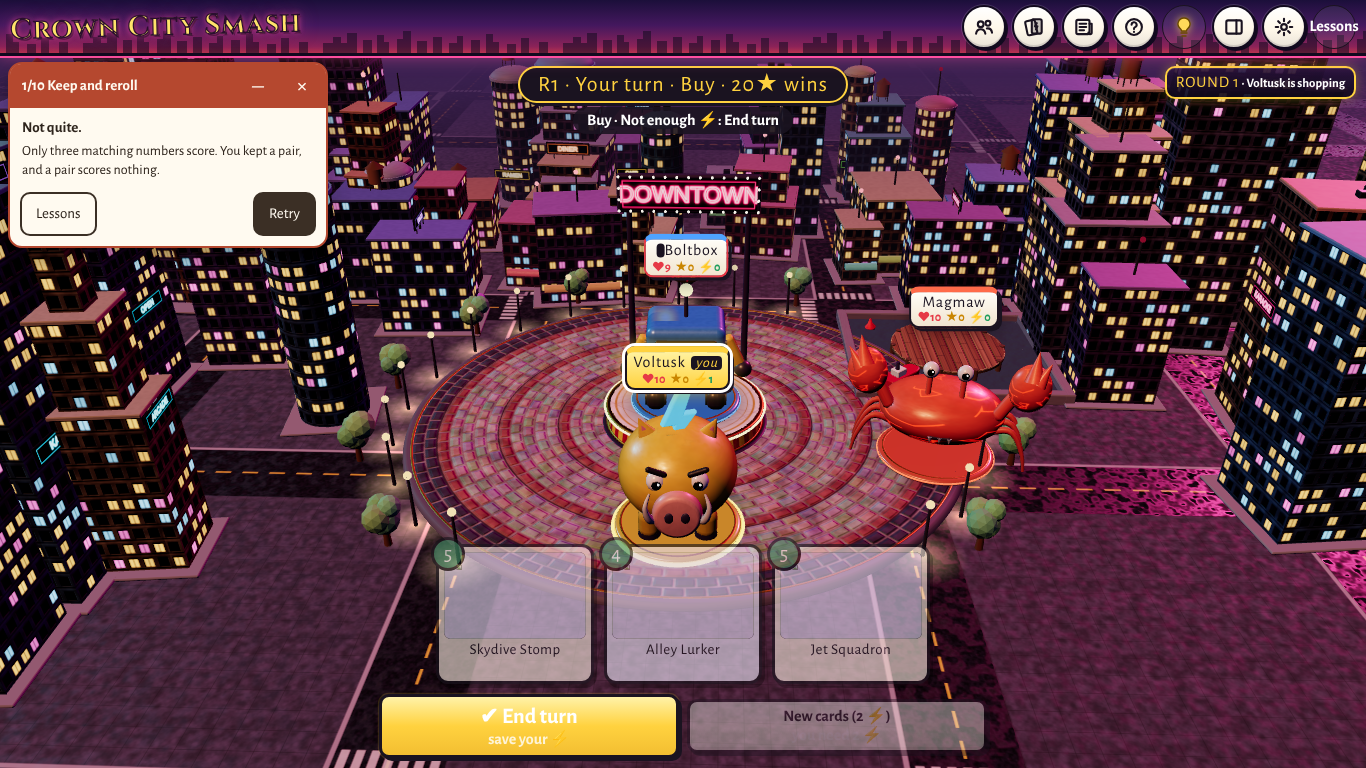 Crown City Smash
Lessons
1/10 Keep and reroll
Not quite.
Only three matching numbers score. You kept a pair,
and a pair scores nothing.
Lessons
Retry
R1 · Your turn · Buy · 20★ wins
Buy · Not enough ⚡: End turn
ROUND 1 · Voltusk is shopping
DOWNTOWN
Boltbox
♥9 ★0 ⚡0
Magmaw
♥10 ★0 ⚡0
Voltusk you
♥10 ★0 ⚡1
DINER
OPEN
5
Skydive Stomp
4
Alley Lurker
5
Jet Squadron
✔ End turn
save your ⚡
New cards (2 ⚡ )
⚡